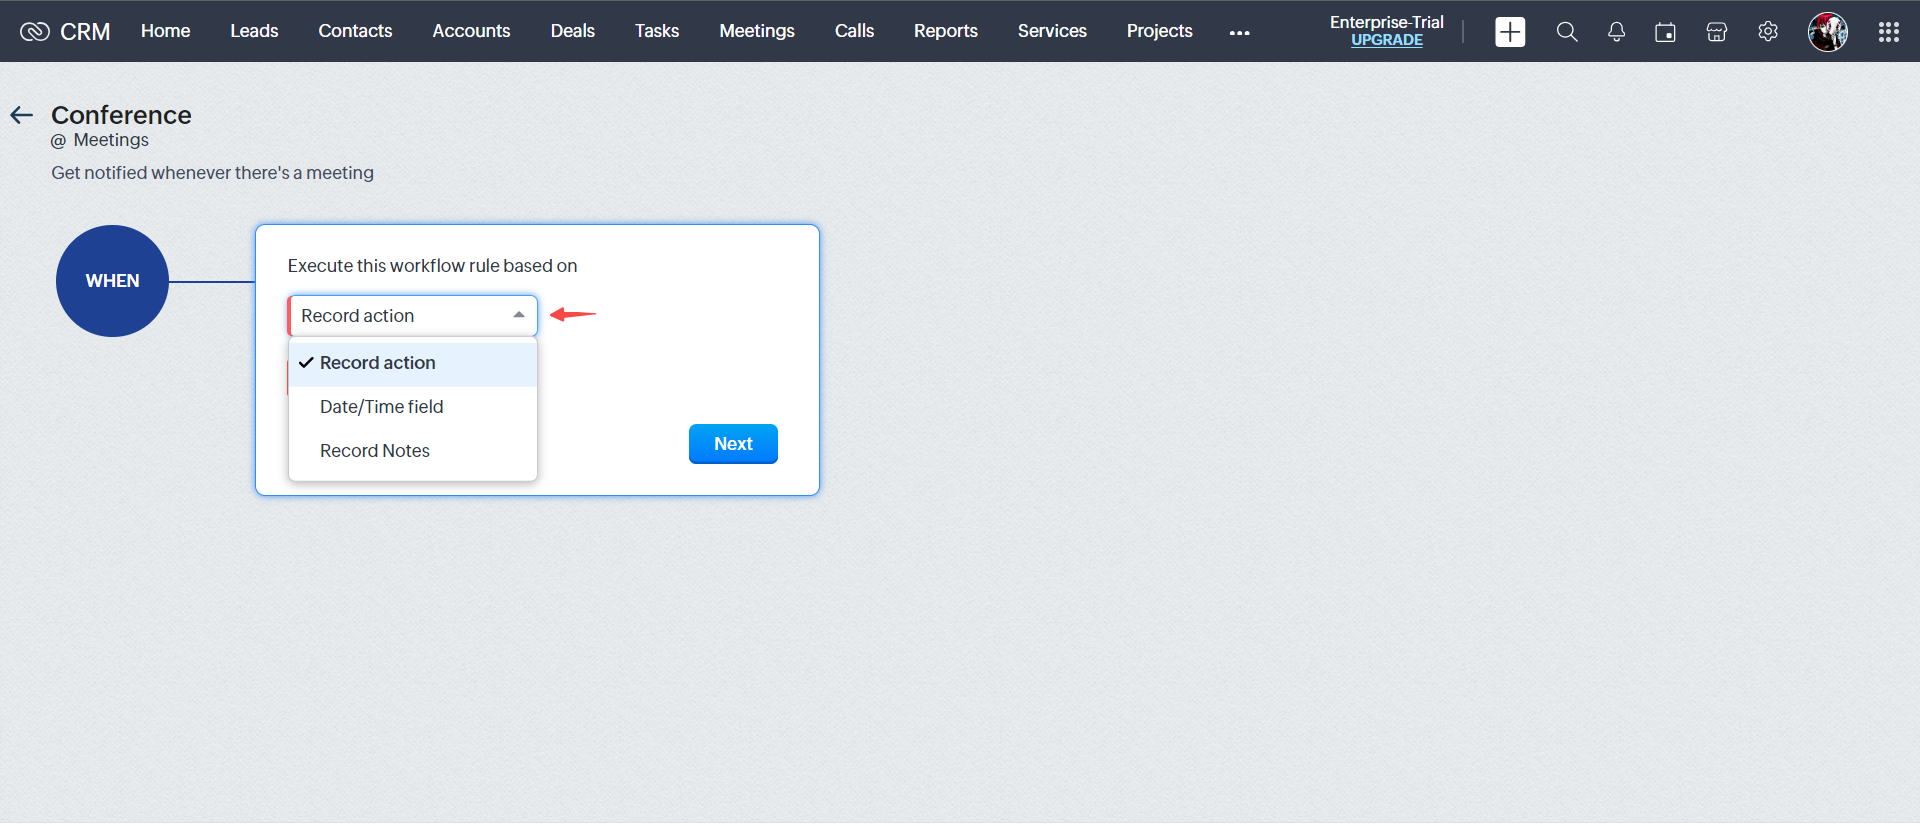 CRM Home Leads Contacts Accounts Deals Tasks Meetings Calls Reports Services Projects ... Enterprise-Trial
UPGRADE
Conference
@ Meetings
Get notified whenever there's a meeting
WHEN
Execute this workflow rule based on
Record action
Record action
Date/Time field
Record Notes
Next